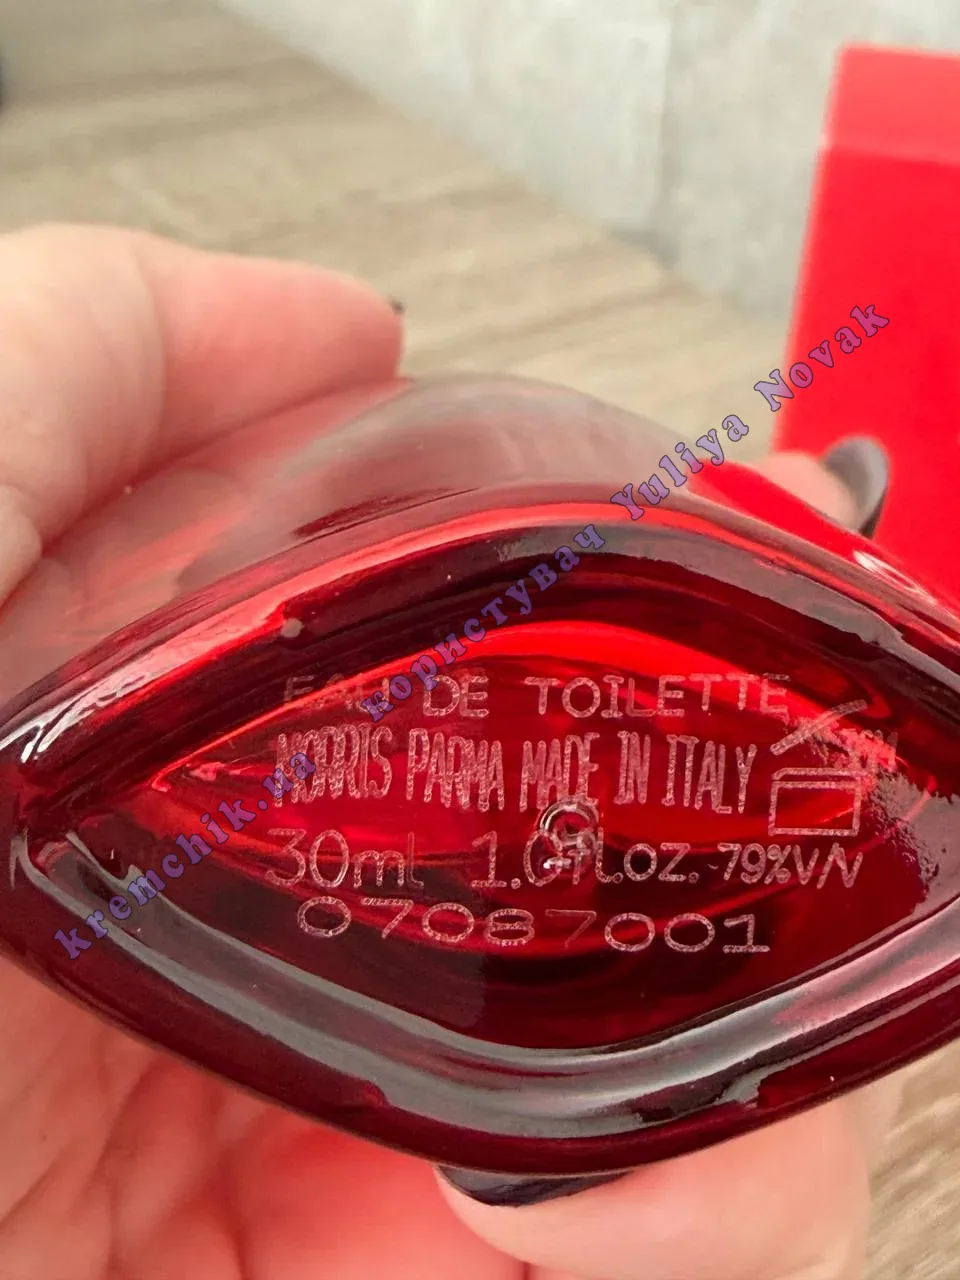 EAU DE TOILETTE
MORRIS PARMA MADE IN ITALY
30ml 1.0fl.oz. -79%V/V
07087001
kremchik.ua користувач Yuliya Novak